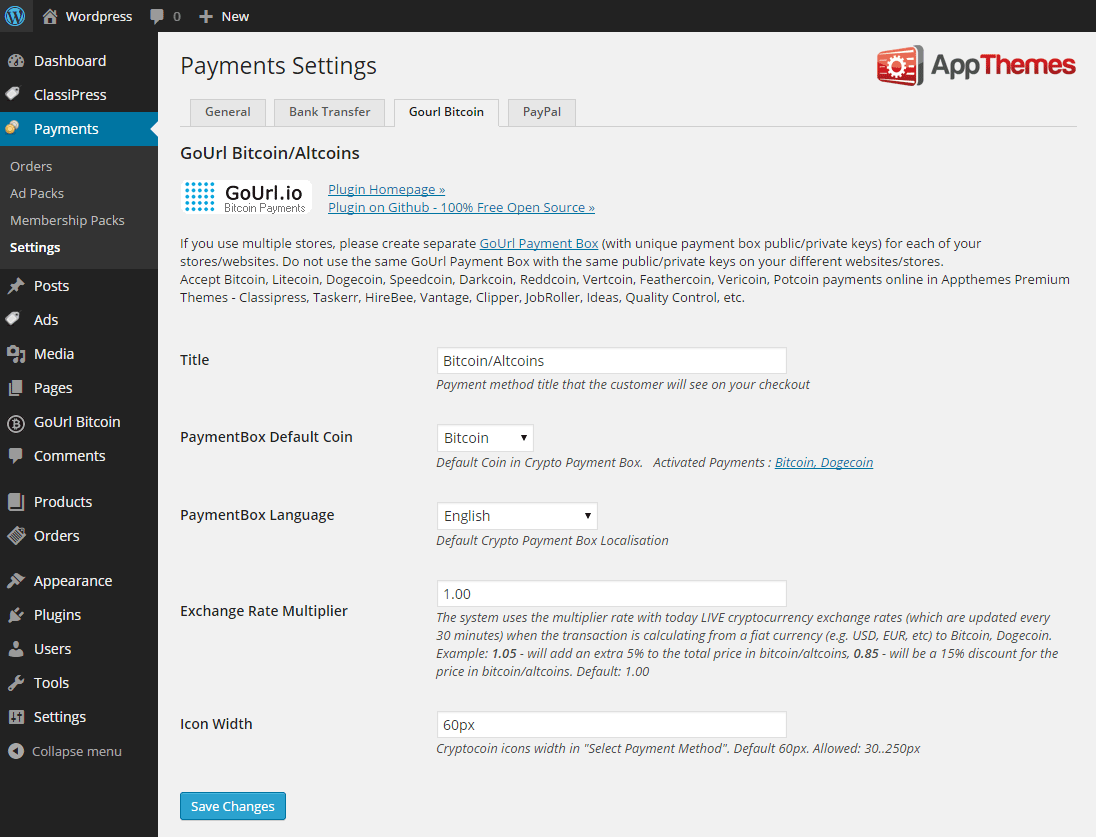 Wordpress 0 New
Dashboard
ClassiPress
Payments
Orders
Ad Packs
Membership Packs
Settings
Posts
Ads
Media
Pages
GoUrl Bitcoin
Comments
Products
Orders
Appearance
Plugins
Users
Tools
Settings
Collapse menu
Payments Settings
AppThemes
General Bank Transfer Gourl Bitcoin PayPal
GoUrl Bitcoin/Altcoins
GoUrl.io
Bitcoin Payments
Plugin Homepage »
Plugin on Github - 100% Free Open Source »
If you use multiple stores, please create separate GoUrl Payment Box (with unique payment box public/private keys) for each of your
stores/websites. Do not use the same GoUrl Payment Box with the same public/private keys on your different websites/stores.
Accept Bitcoin, Litecoin, Dogecoin, Speedcoin, Darkcoin, Reddcoin, Vertcoin, Feathercoin, Vericoin, Potcoin payments online in Appthemes Premium
Themes - Classipress, Taskerr, HireBee, Vantage, Clipper, JobRoller, Ideas, Quality Control, etc.
Title
Bitcoin/Altcoins
Payment method title that the customer will see on your checkout
PaymentBox Default Coin
Bitcoin
Default Coin in Crypto Payment Box. Activated Payments : Bitcoin, Dogecoin
PaymentBox Language
English
Default Crypto Payment Box Localisation
Exchange Rate Multiplier
1.00
The system uses the multiplier rate with today LIVE cryptocurrency exchange rates (which are updated every
30 minutes) when the transaction is calculating from a fiat currency (e.g. USD, EUR, etc) to Bitcoin, Dogecoin.
Example: 1.05 - will add an extra 5% to the total price in bitcoin/altcoins, 0.85 - will be a 15% discount for the
price in bitcoin/altcoins. Default: 1.00
Icon Width
60px
Cryptocoin icons width in "Select Payment Method". Default 60px. Allowed: 30..250px
Save Changes